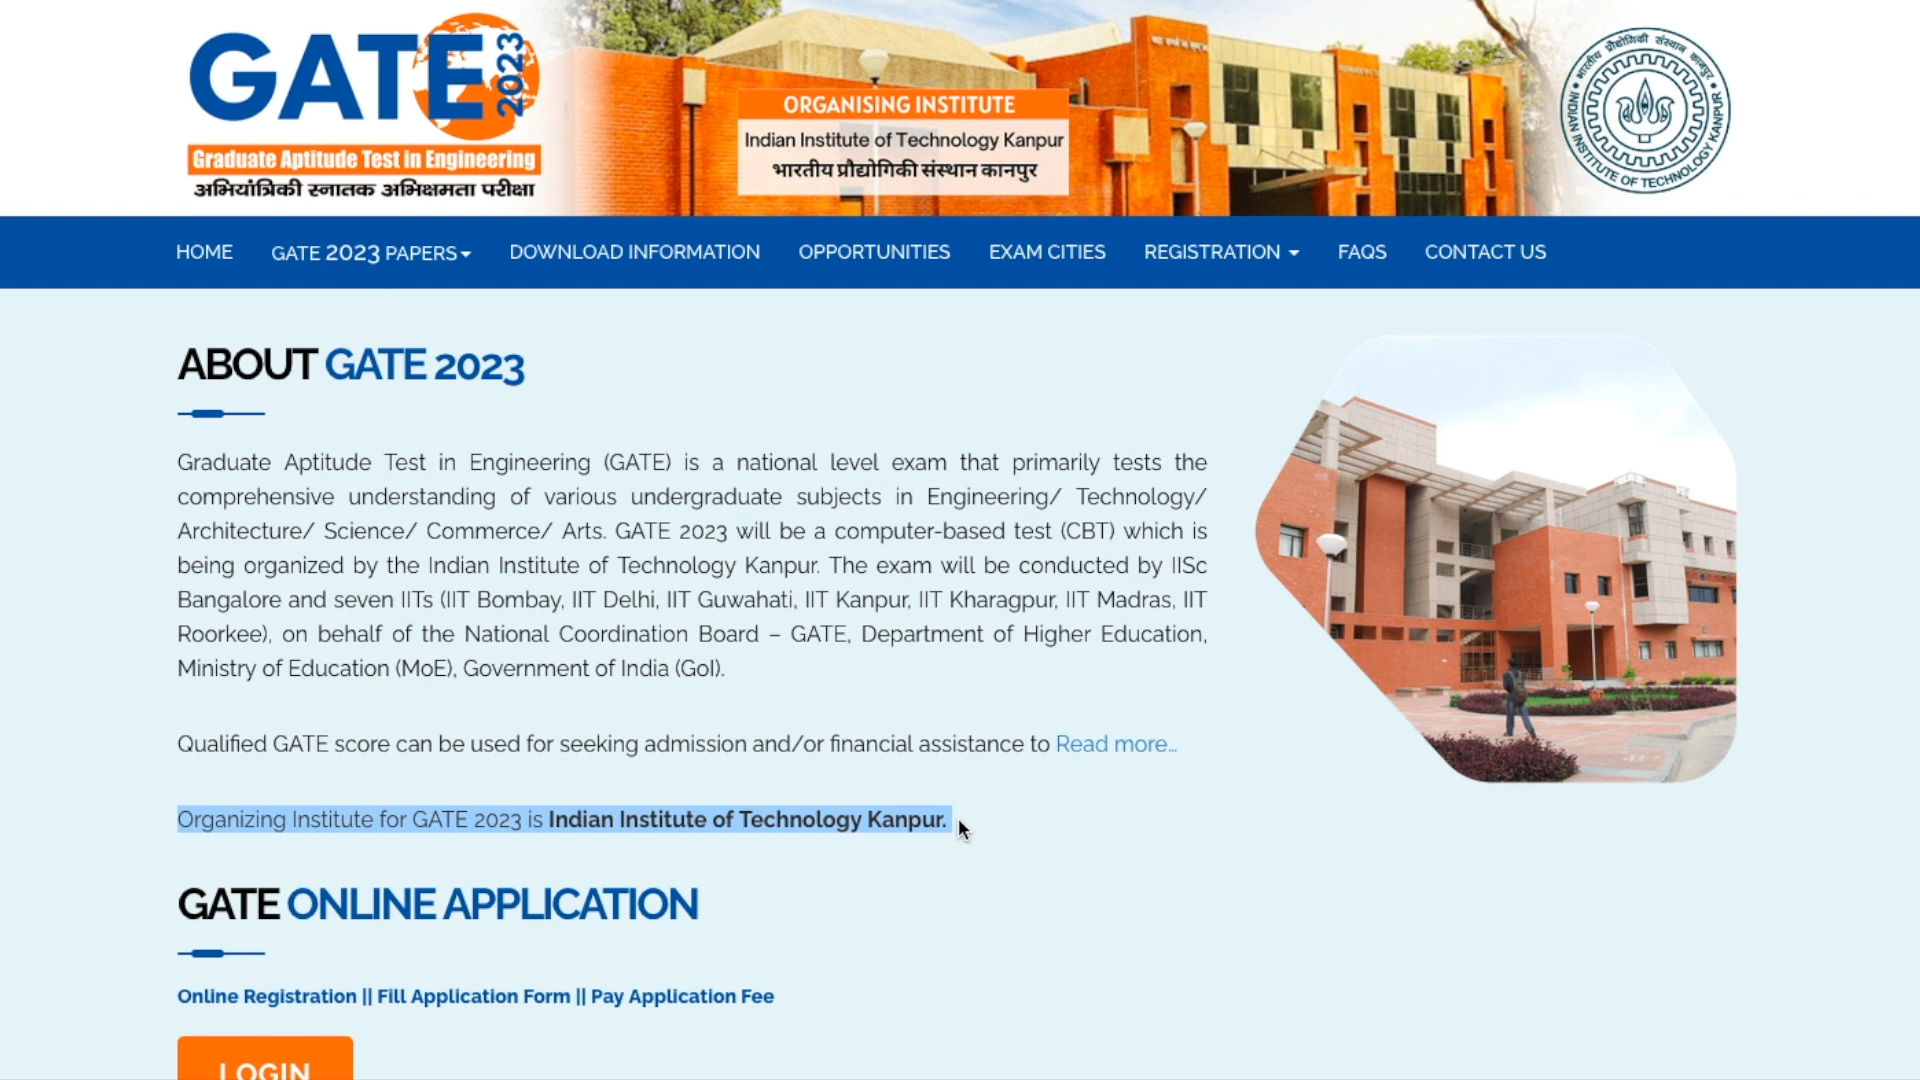 GATE 2023
Graduate Aptitude Test in Engineering
अभियांत्रिकी स्नातक अभिक्षमता परीक्षा
ORGANISING INSTITUTE
Indian Institute of Technology Kanpur
भारतीय प्रौद्योगिकी संस्थान कानपुर
भारतीय प्रौद्योगिकी संस्थान कानपुर
INDIAN INSTITUTE OF TECHNOLOGY KANPUR
HOME GATE 2023 PAPERS DOWNLOAD INFORMATION OPPORTUNITIES EXAM CITIES REGISTRATION FAQS CONTACT US
ABOUT GATE 2023
Graduate Aptitude Test in Engineering (GATE) is a national level exam that primarily tests the
comprehensive understanding of various undergraduate subjects in Engineering/ Technology/
Architecture/ Science/ Commerce/ Arts. GATE 2023 will be a computer-based test (CBT) which is
being organized by the Indian Institute of Technology Kanpur. The exam will be conducted by IISc
Bangalore and seven IITs (IIT Bombay, IIT Delhi, IIT Guwahati, IIT Kanpur, IIT Kharagpur, IIT Madras, IIT
Roorkee), on behalf of the National Coordination Board – GATE, Department of Higher Education,
Ministry of Education (MoE), Government of India (GoI).
Qualified GATE score can be used for seeking admission and/or financial assistance to Read more...
Organizing Institute for GATE 2023 is Indian Institute of Technology Kanpur.
GATE ONLINE APPLICATION
Online Registration || Fill Application Form || Pay Application Fee
LOGIN